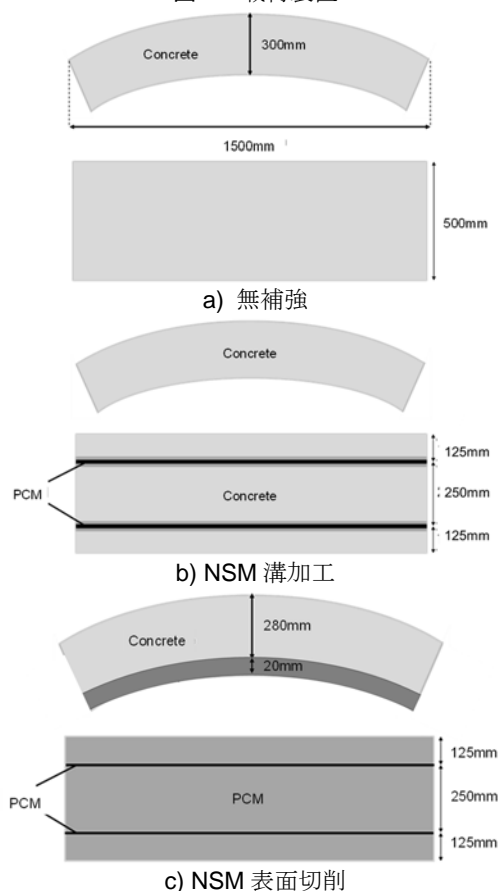 Concrete
300mm
1500mm
500mm
a) 無補強
Concrete
PCM
Concrete
125mm
250mm
125mm
b) NSM 溝加工
Concrete
280mm
20mm
PCM
PCM
125mm
250mm
125mm
c) NSM 表面切削